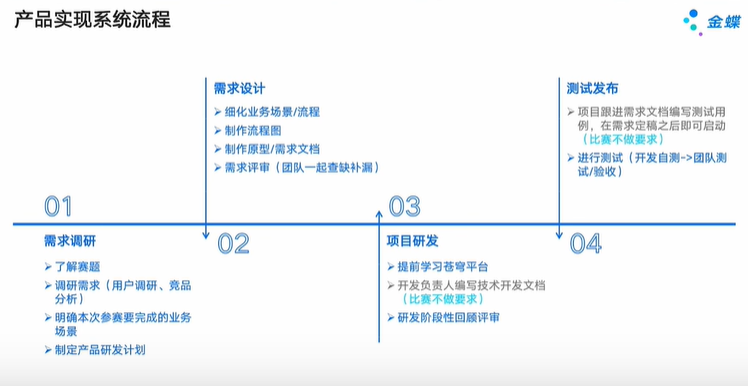 产品实现系统流程
金蝶
01
需求调研
➢了解赛题
➢调研需求（用户调研、竞品
分析）
➢明确本次参赛要完成的业务
场景
➢制定产品研发计划
需求设计
➢细化业务场景/流程
➢制作流程图
➢制作原型/需求文档
➢需求评审（团队一起查缺补漏）
02
03
项目研发
➢提前学习苍穹平台
➢开发负责人编写技术开发文档
（比赛不做要求）
➢研发阶段性回顾评审
测试发布
➢项目跟进需求文档编写测试用
例，在需求定稿之后即可启动
（比赛不做要求）
➢进行测试（开发自测->团队测
试/验收）
04